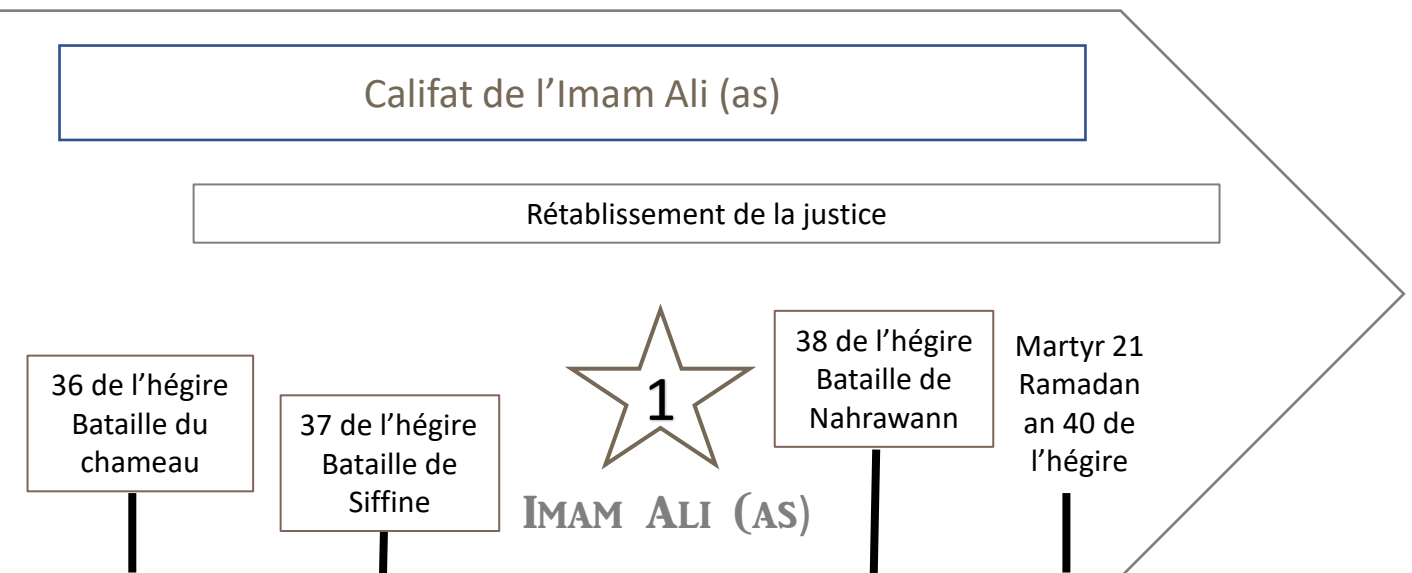 Califat de l’Imam Ali (as)
Rétablissement de la justice
36 de l’hégire
Bataille du
chameau
37 de l’hégire
Bataille de
Siffine
1
IMAM ALI (AS)
38 de l’hégire
Bataille de
Nahrawann
Martyr 21
Ramadan
an 40 de
l’hégire